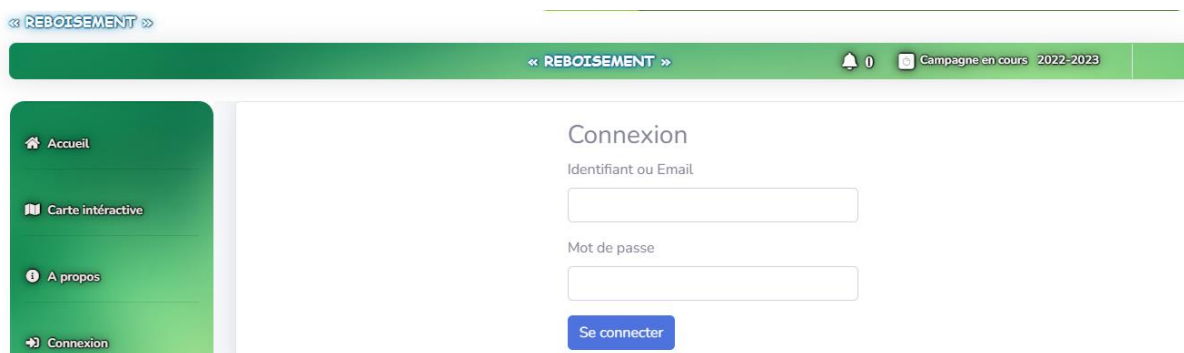 « REBOISEMENT »
« REBOISEMENT »
0
Campagne en cours 2022-2023
Accueil
Carte intéractive
A propos
Connexion
Connexion
Identifiant ou Email
Mot de passe
Se connecter